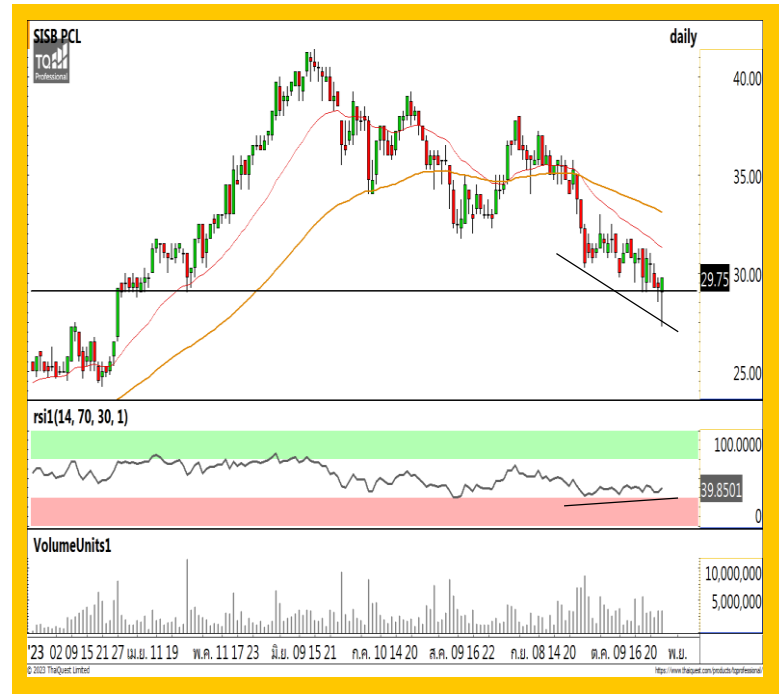 SISB PCL
daily
TQ
Professional
40.00
35.00
30.00
29.75
25.00
rsi1(14, 70, 30, 1)
100.0000
39.8501
0
VolumeUnits1
10,000,000
5,000,000
'23 02 09 15 21 27 เม.ย. 11 19 พ.ค. 11 17 23 มิ.ย. 09 15 21 ก.ค. 10 14 20 ส.ค. 09 16 22 ก.ย. 08 14 20 ต.ค. 09 16 20 พ.ย.
© 2023 ThaiQuest Limited
https://www.thaiquest.com/products/tqprofessional/